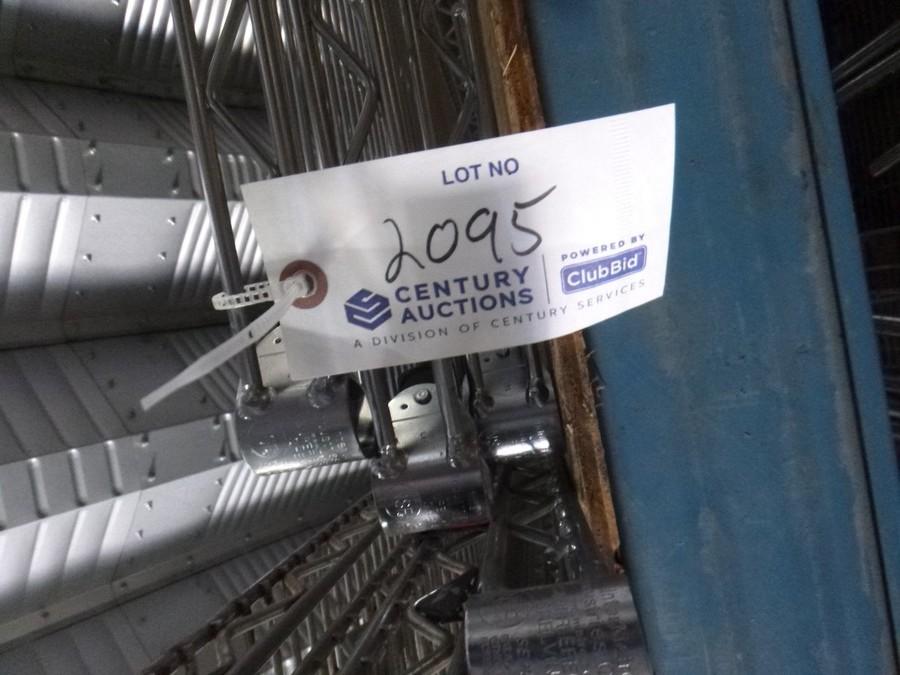 LOT NO
2095
CENTURY AUCTIONS
POWERED BY
ClubBid
A DIVISION OF CENTURY SERVICES